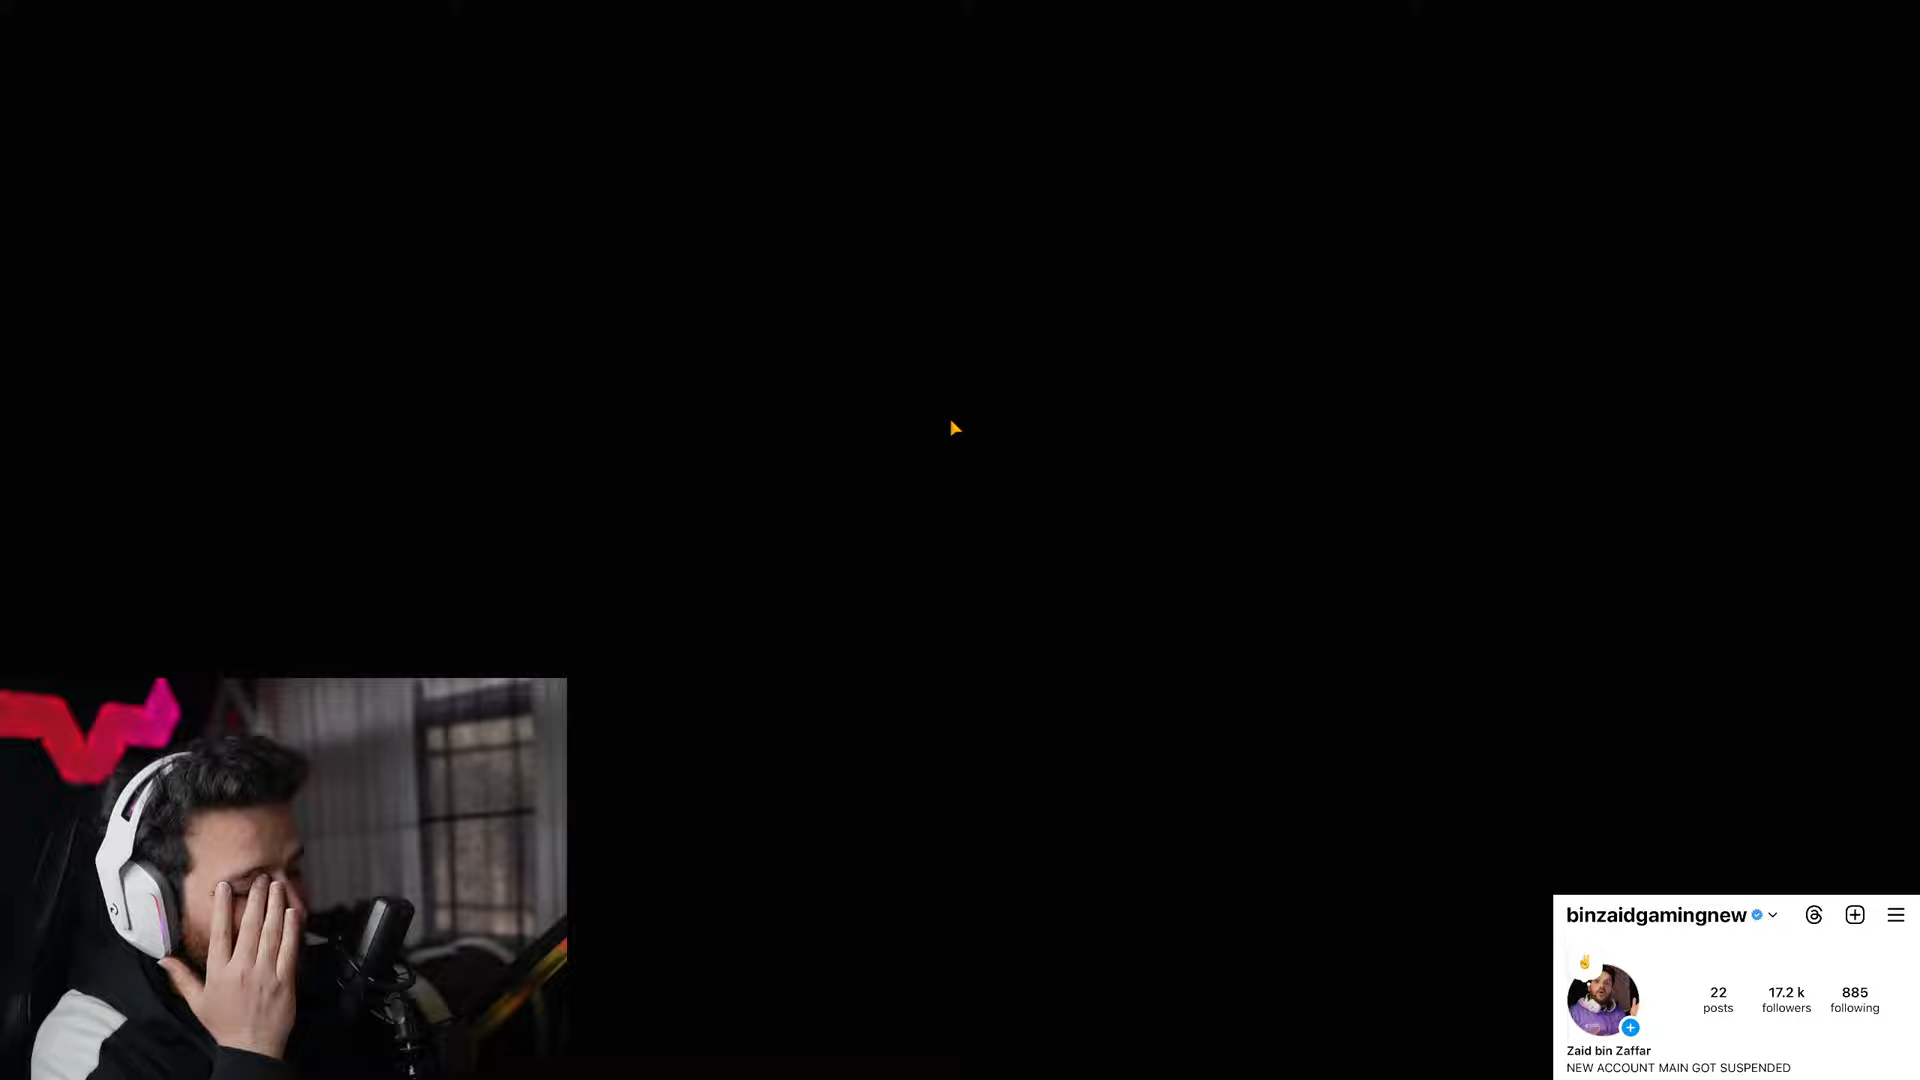 binzaidgamingnew
22 17.2 k 885
posts followers following
Zaid bin Zaffar
NEW ACCOUNT MAIN GOT SUSPENDED